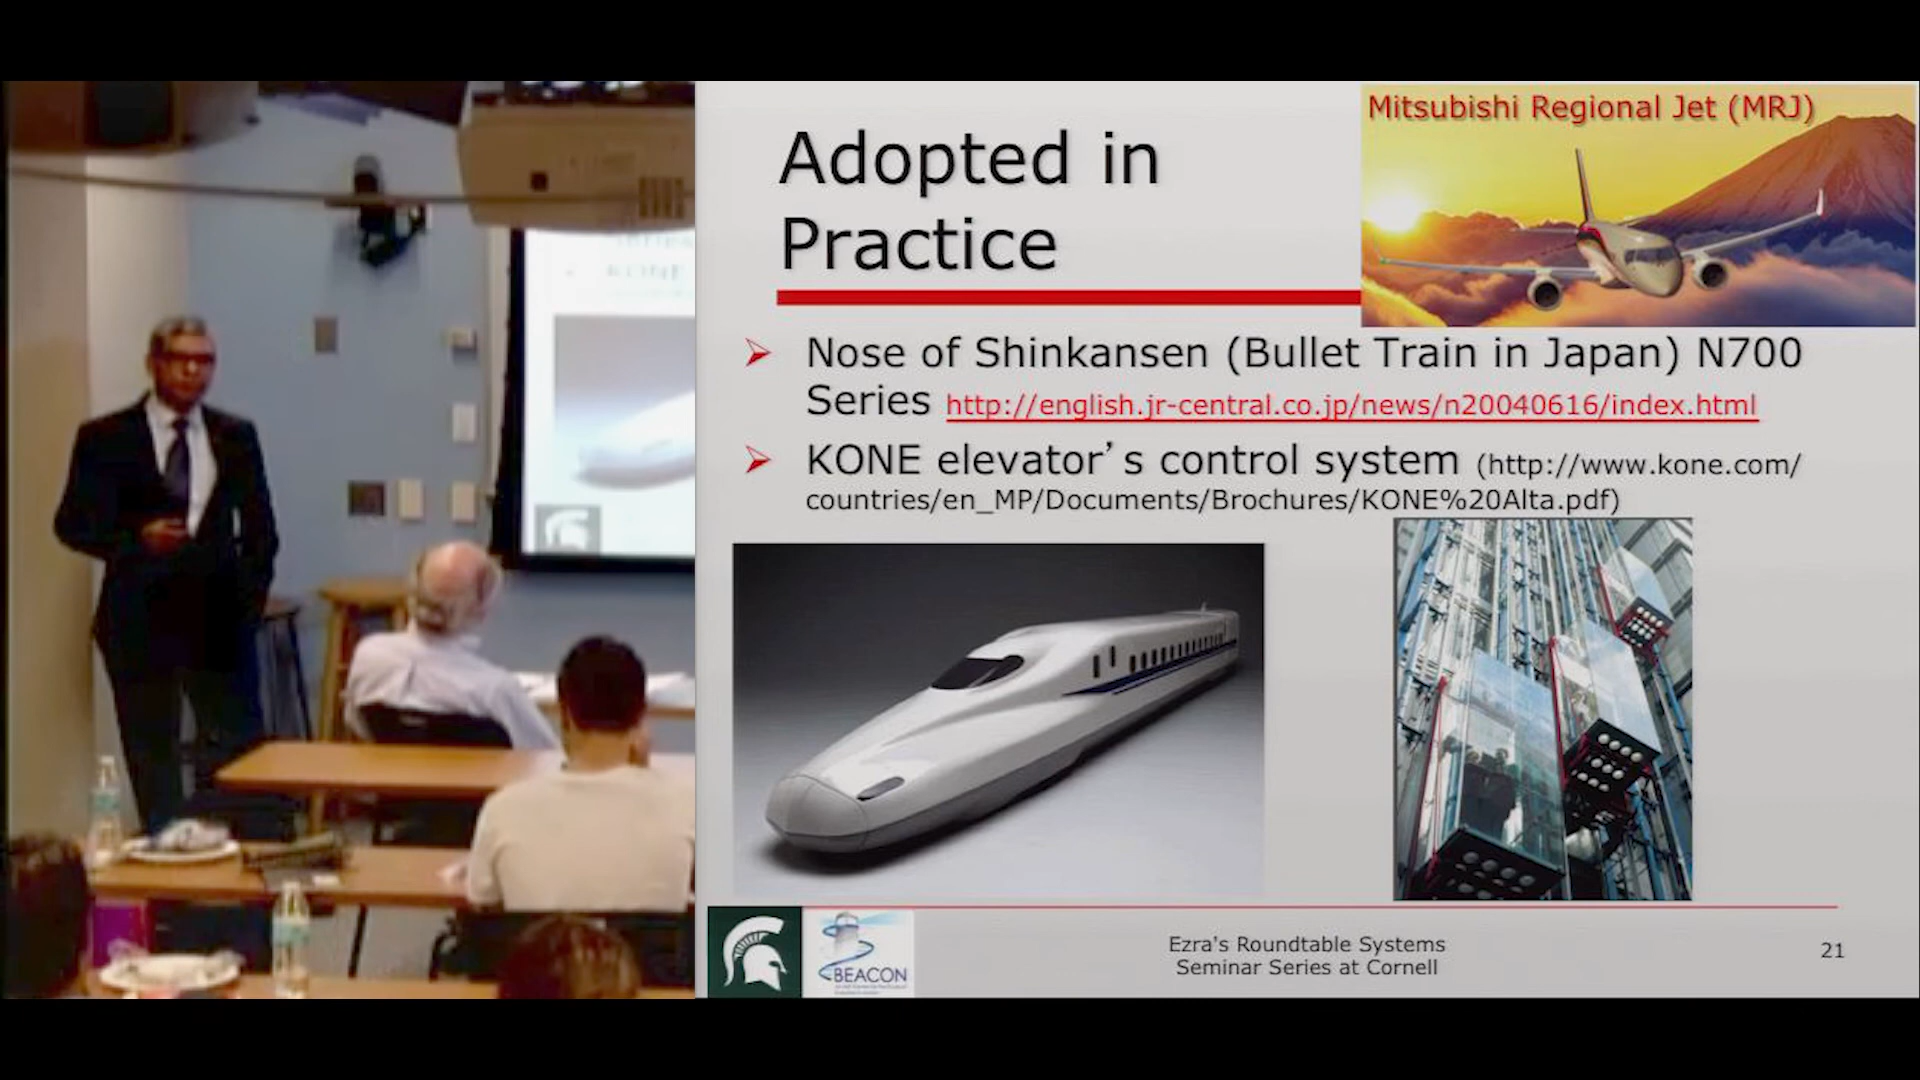 Adopted in
Practice
Mitsubishi Regional Jet (MRJ)
➢ Nose of Shinkansen (Bullet Train in Japan) N700
Series http://english.jr-central.co.jp/news/n20040616/index.html
➢ KONE elevator’s control system (http://www.kone.com/
countries/en_MP/Documents/Brochures/KONE%20Alta.pdf)
BEACON
Ezra’s Roundtable Systems
Seminar Series at Cornell
21